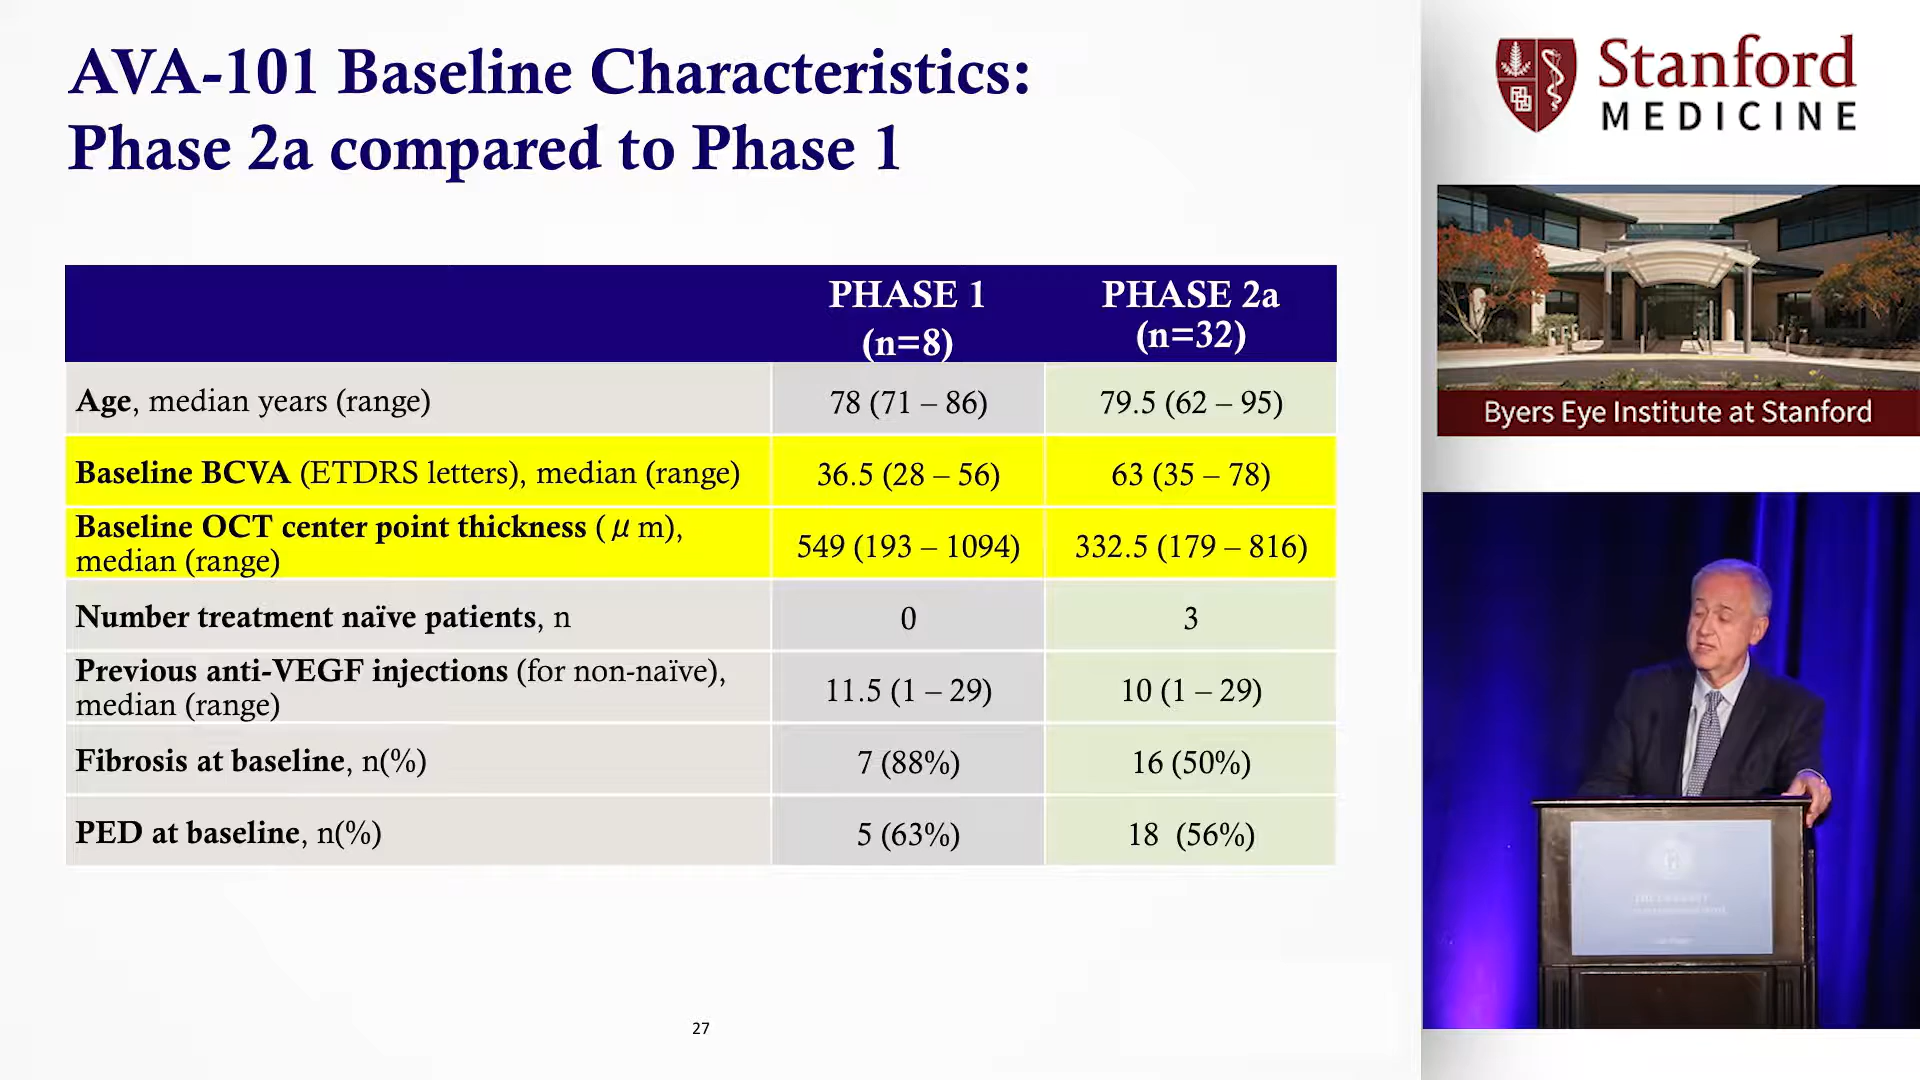 AVA-101 Baseline Characteristics:
Phase 2a compared to Phase 1
PHASE 1
(n=8)
PHASE 2a
(n=32)
Age, median years (range)
78 (71 – 86)
79.5 (62 – 95)
Baseline BCVA (ETDRS letters), median (range)
36.5 (28 – 56)
63 (35 – 78)
Baseline OCT center point thickness (μm),
median (range)
549 (193 – 1094)
332.5 (179 – 816)
Number treatment naïve patients, n
0
3
Previous anti-VEGF injections (for non-naïve),
median (range)
11.5 (1 – 29)
10 (1 – 29)
Fibrosis at baseline, n(%)
7 (88%)
16 (50%)
PED at baseline, n(%)
5 (63%)
18 (56%)
27
Stanford
MEDICINE
Byers Eye Institute at Stanford